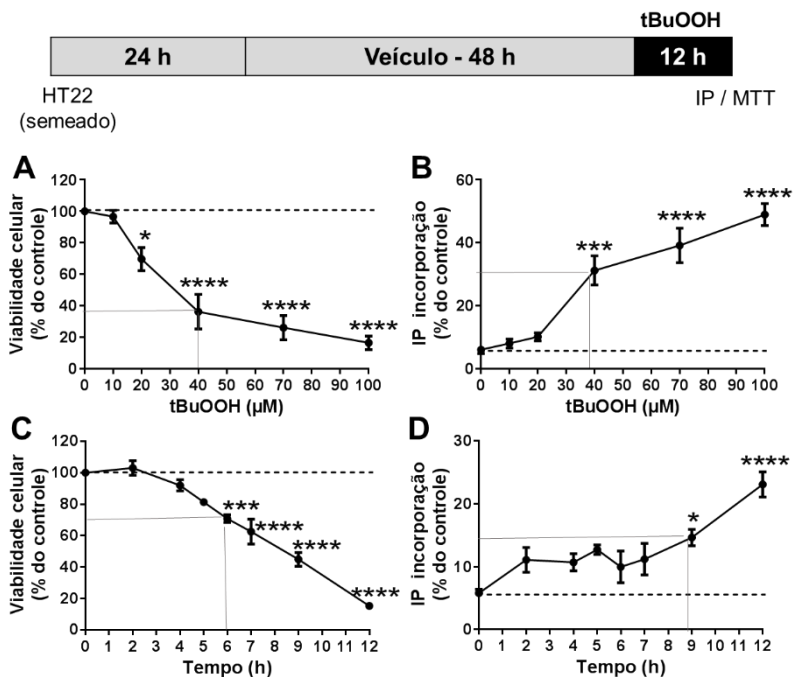 tBuOOH
24 h Veículo - 48 h 12 h
HT22
(semeado)
IP / MTT
A
Viabilidade celular
(% do controle)
120
100
80
60
40
20
0
*
****
****
****
0 10 20 30 40 50 60 70 80 90 100
tBuOOH (µM)
B
IP incorporação
(% do controle)
60
40
20
0
***
****
****
0 10 20 30 40 50 60 70 80 90 100
tBuOOH (µM)
C
Viabilidade celular
(% do controle)
120
100
80
60
40
20
0
***
****
****
****
0 1 2 3 4 5 6 7 8 9 10 11 12
Tempo (h)
D
IP incorporação
(% do controle)
30
20
10
0
*
****
0 1 2 3 4 5 6 7 8 9 10 11 12
Tempo (h)